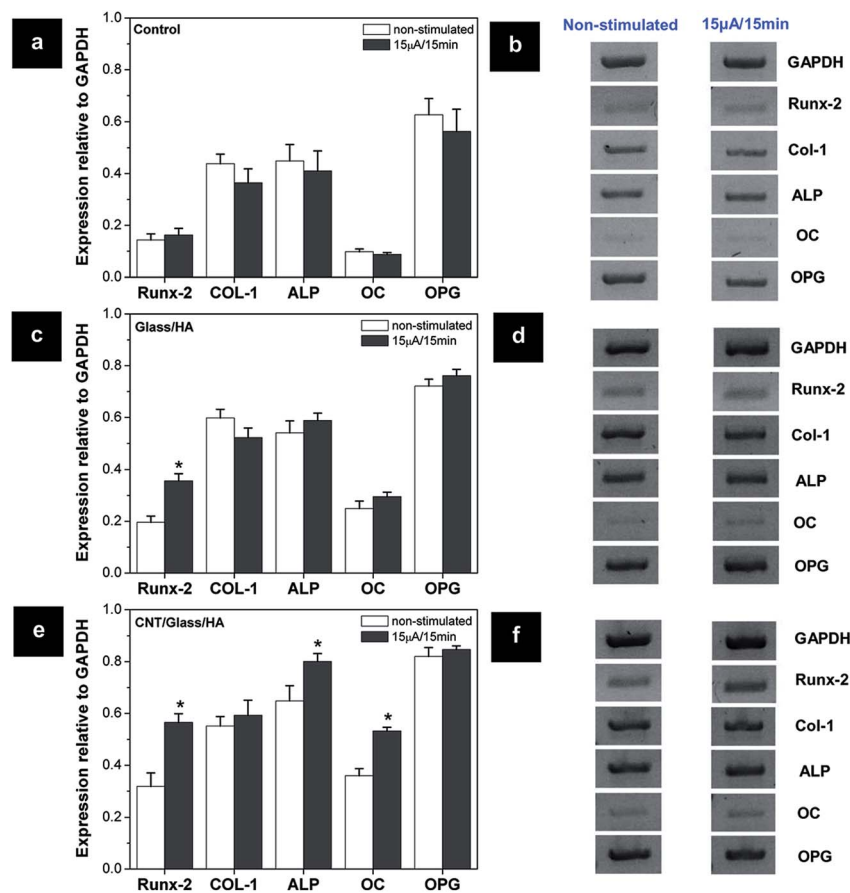 a
Expression relative to GAPDH
1.0
0.8
0.6
0.4
0.2
0.0
Control
non-stimulated
15µA/15min
Runx-2 COL-1 ALP OC OPG
b
Non-stimulated 15µA/15min
GAPDH
Runx-2
Col-1
ALP
OC
OPG
c
Expression relative to GAPDH
1.0
0.8
0.6
0.4
0.2
0.0
Glass/HA
non-stimulated
15µA/15min
*
Runx-2 COL-1 ALP OC OPG
d
GAPDH
Runx-2
Col-1
ALP
OC
OPG
e
Expression relative to GAPDH
1.0
0.8
0.6
0.4
0.2
0.0
CNT/Glass/HA
non-stimulated
15µA/15min
* * *
Runx-2 COL-1 ALP OC OPG
f
GAPDH
Runx-2
Col-1
ALP
OC
OPG